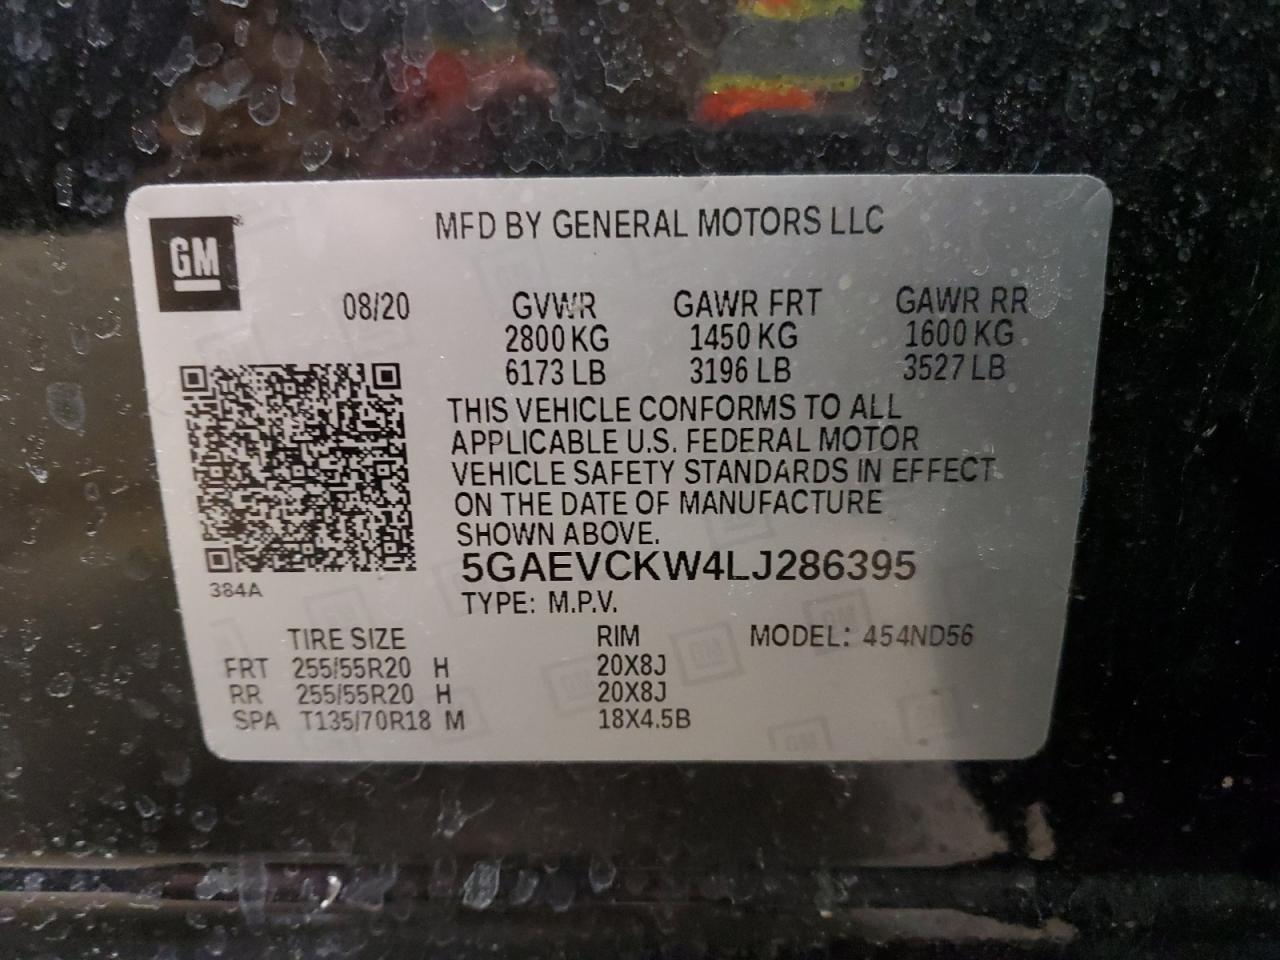 GM
MFD BY GENERAL MOTORS LLC
08/20 GVWR GAWR FRT GAWR RR
2800 KG 1450 KG 1600 KG
6173 LB 3196 LB 3527 LB
THIS VEHICLE CONFORMS TO ALL
APPLICABLE U.S. FEDERAL MOTOR
VEHICLE SAFETY STANDARDS IN EFFECT
ON THE DATE OF MANUFACTURE
SHOWN ABOVE.
5GAEVCKW4LJ286395
384A
TYPE: M.P.V.
TIRE SIZE RIM MODEL: 454ND56
FRT 255/55R20 H 20X8J
RR 255/55R20 H 20X8J
SPA T135/70R18 M 18X4.5B